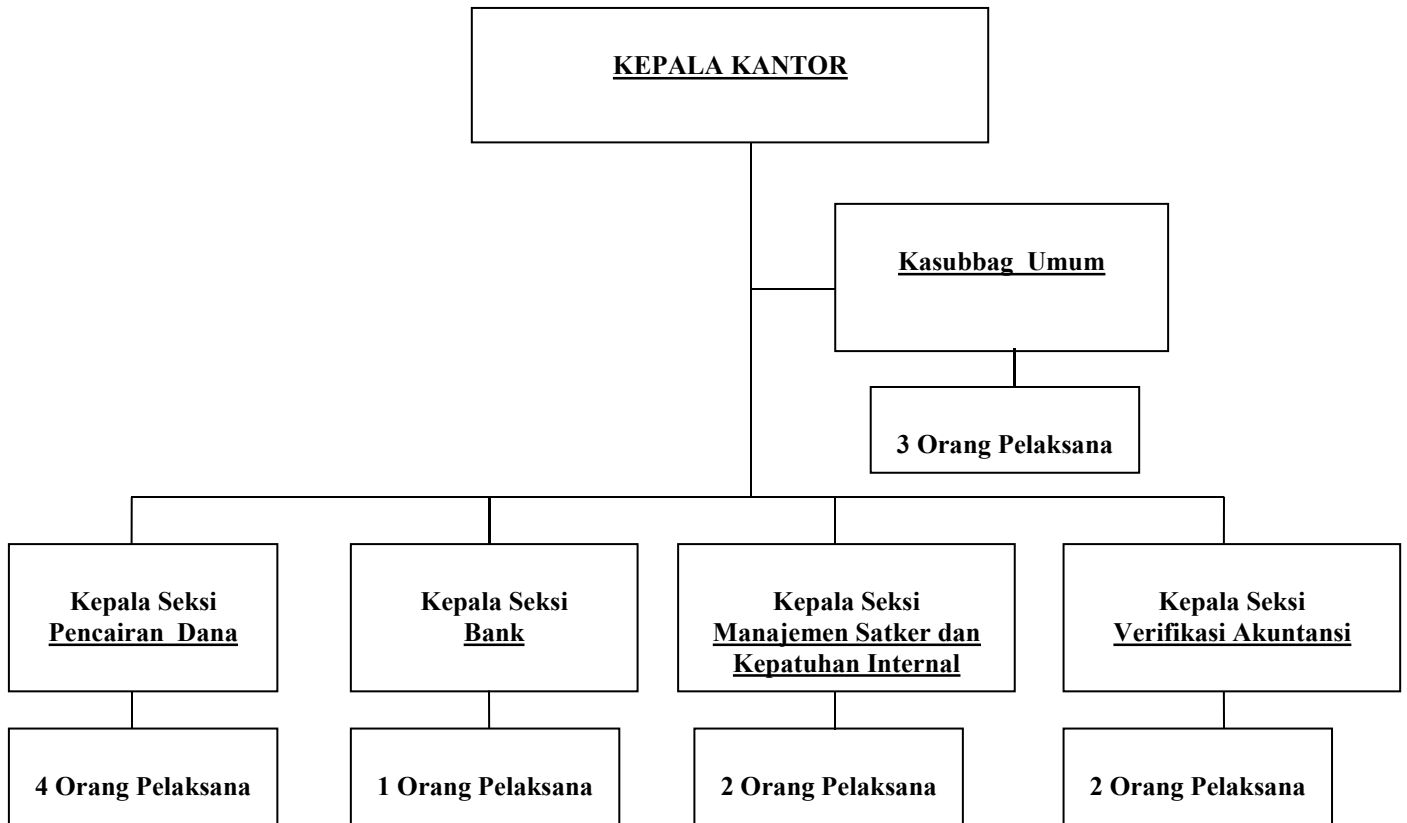 KEPALA KANTOR
Kasubbag Umum
3 Orang Pelaksana
Kepala Seksi
Pencairan Dana
Kepala Seksi
Bank
Kepala Seksi
Manajemen Satker dan
Kepatuhan Internal
Kepala Seksi
Verifikasi Akuntansi
4 Orang Pelaksana
1 Orang Pelaksana
2 Orang Pelaksana
2 Orang Pelaksana